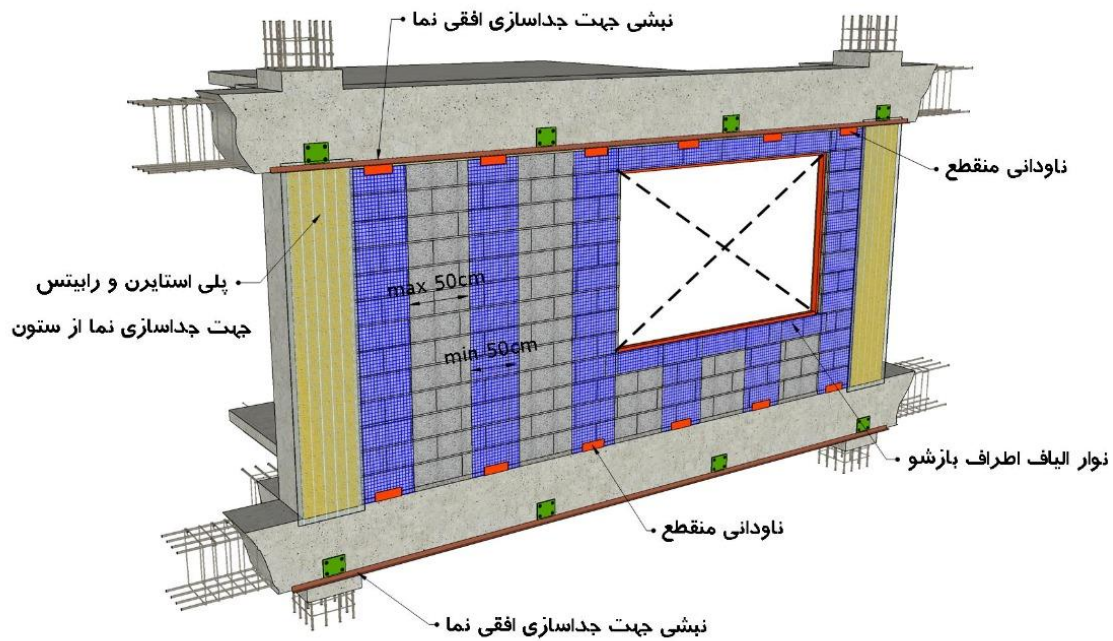 نبشی جهت جداسازی افقی نما
ناودانی منقطع
پلی استایرن و رابیتس
جهت جداسازی نما از ستون
max 50cm
min 50cm
نوار الیاف اطراف بازشو
ناودانی منقطع
نبشی جهت جداسازی افقی نما